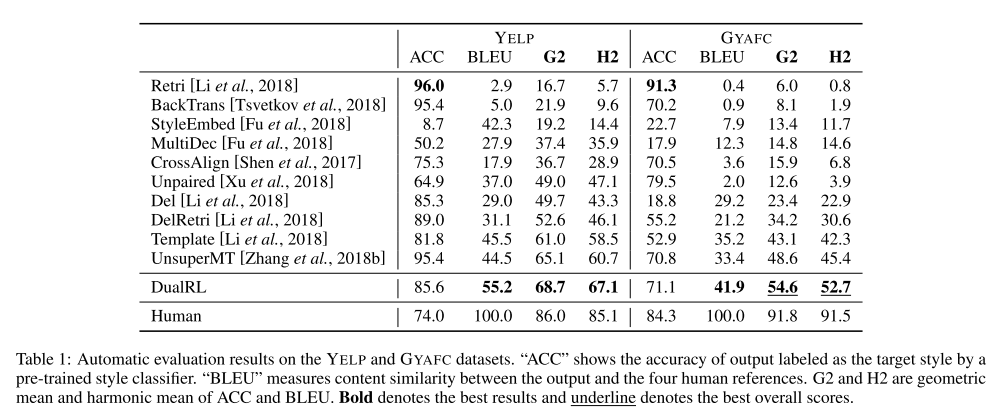 YELP GYAFC
ACC BLEU G2 H2 ACC BLEU G2 H2
Retri [Li et al., 2018] 96.0 2.9 16.7 5.7 91.3 0.4 6.0 0.8
BackTrans [Tsvetkov et al., 2018] 95.4 5.0 21.9 9.6 70.2 0.9 8.1 1.9
StyleEmbed [Fu et al., 2018] 8.7 42.3 19.2 14.4 22.7 7.9 13.4 11.7
MultiDec [Fu et al., 2018] 50.2 27.9 37.4 35.9 17.9 12.3 14.8 14.6
CrossAlign [Shen et al., 2017] 75.3 17.9 36.7 28.9 70.5 3.6 15.9 6.8
Unpaired [Xu et al., 2018] 64.9 37.0 49.0 47.1 79.5 2.0 12.6 3.9
Del [Li et al., 2018] 85.3 29.0 49.7 43.3 18.8 29.2 23.4 22.9
DelRetri [Li et al., 2018] 89.0 31.1 52.6 46.1 55.2 21.2 34.2 30.6
Template [Li et al., 2018] 81.8 45.5 61.0 58.5 52.9 35.2 43.1 42.3
UnsuperMT [Zhang et al., 2018b] 95.4 44.5 65.1 60.7 70.8 33.4 48.6 45.4
DualRL 85.6 55.2 68.7 67.1 71.1 41.9 54.6 52.7
Human 74.0 100.0 86.0 85.1 84.3 100.0 91.8 91.5
Table 1: Automatic evaluation results on the YELP and GYAFC datasets. “ACC” shows the accuracy of output labeled as the target style by a
pre-trained style classifier. “BLEU” measures content similarity between the output and the four human references. G2 and H2 are geometric
mean and harmonic mean of ACC and BLEU. Bold denotes the best results and underline denotes the best overall scores.